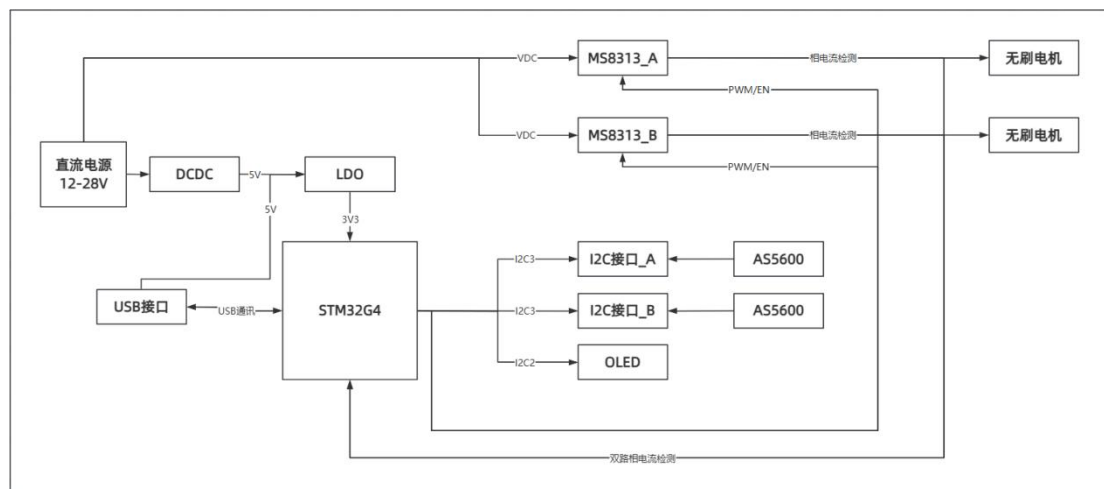 VDC
MS8313_A
相电流检测
无刷电机
PWM/EN
VDC
MS8313_B
相电流检测
无刷电机
PWM/EN
直流电源
12-28V
DCDC
5V
LDO
5V
3V3
I2C3
I2C接口_A
AS5600
USB接口
USB通讯
STM32G4
I2C3
I2C接口_B
AS5600
I2C2
OLED
双路相电流检测